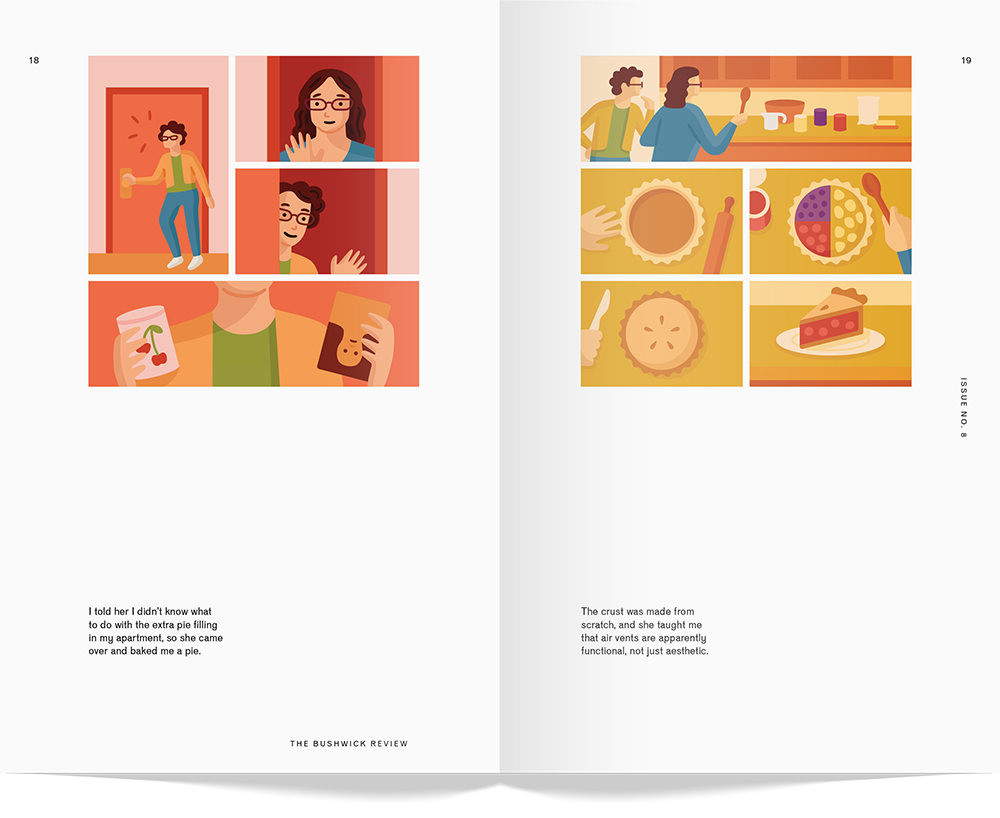 18
I told her I didn't know what
to do with the extra pie filling
in my apartment, so she came
over and baked me a pie.
THE BUSHWICK REVIEW
19
ISSUE NO. 8
The crust was made from
scratch, and she taught me
that air vents are apparently
functional, not just aesthetic.